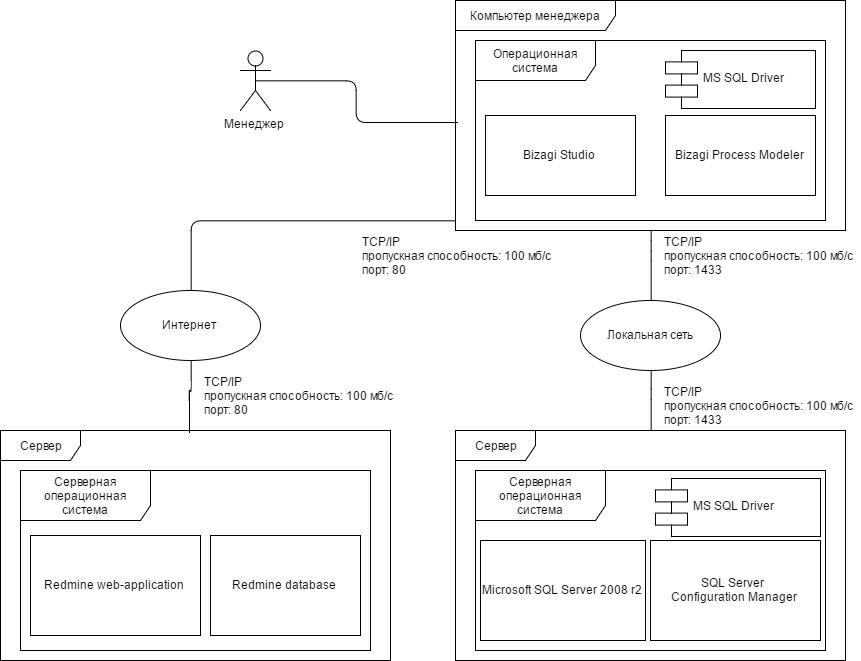 Компьютер менеджера
Операционная
система
MS SQL Driver
Менеджер
Bizagi Studio
Bizagi Process Modeler
TCP/IP
пропускная способность: 100 мб/с
порт: 80
TCP/IP
пропускная способность: 100 мб/с
порт: 1433
Интернет
Локальная сеть
TCP/IP
пропускная способность: 100 мб/с
порт: 80
TCP/IP
пропускная способность: 100 мб/с
порт: 1433
Сервер
Серверная
операционная
система
Redmine web-application
Redmine database
Сервер
Серверная
операционная
система
MS SQL Driver
Microsoft SQL Server 2008 r2
SQL Server
Configuration Manager